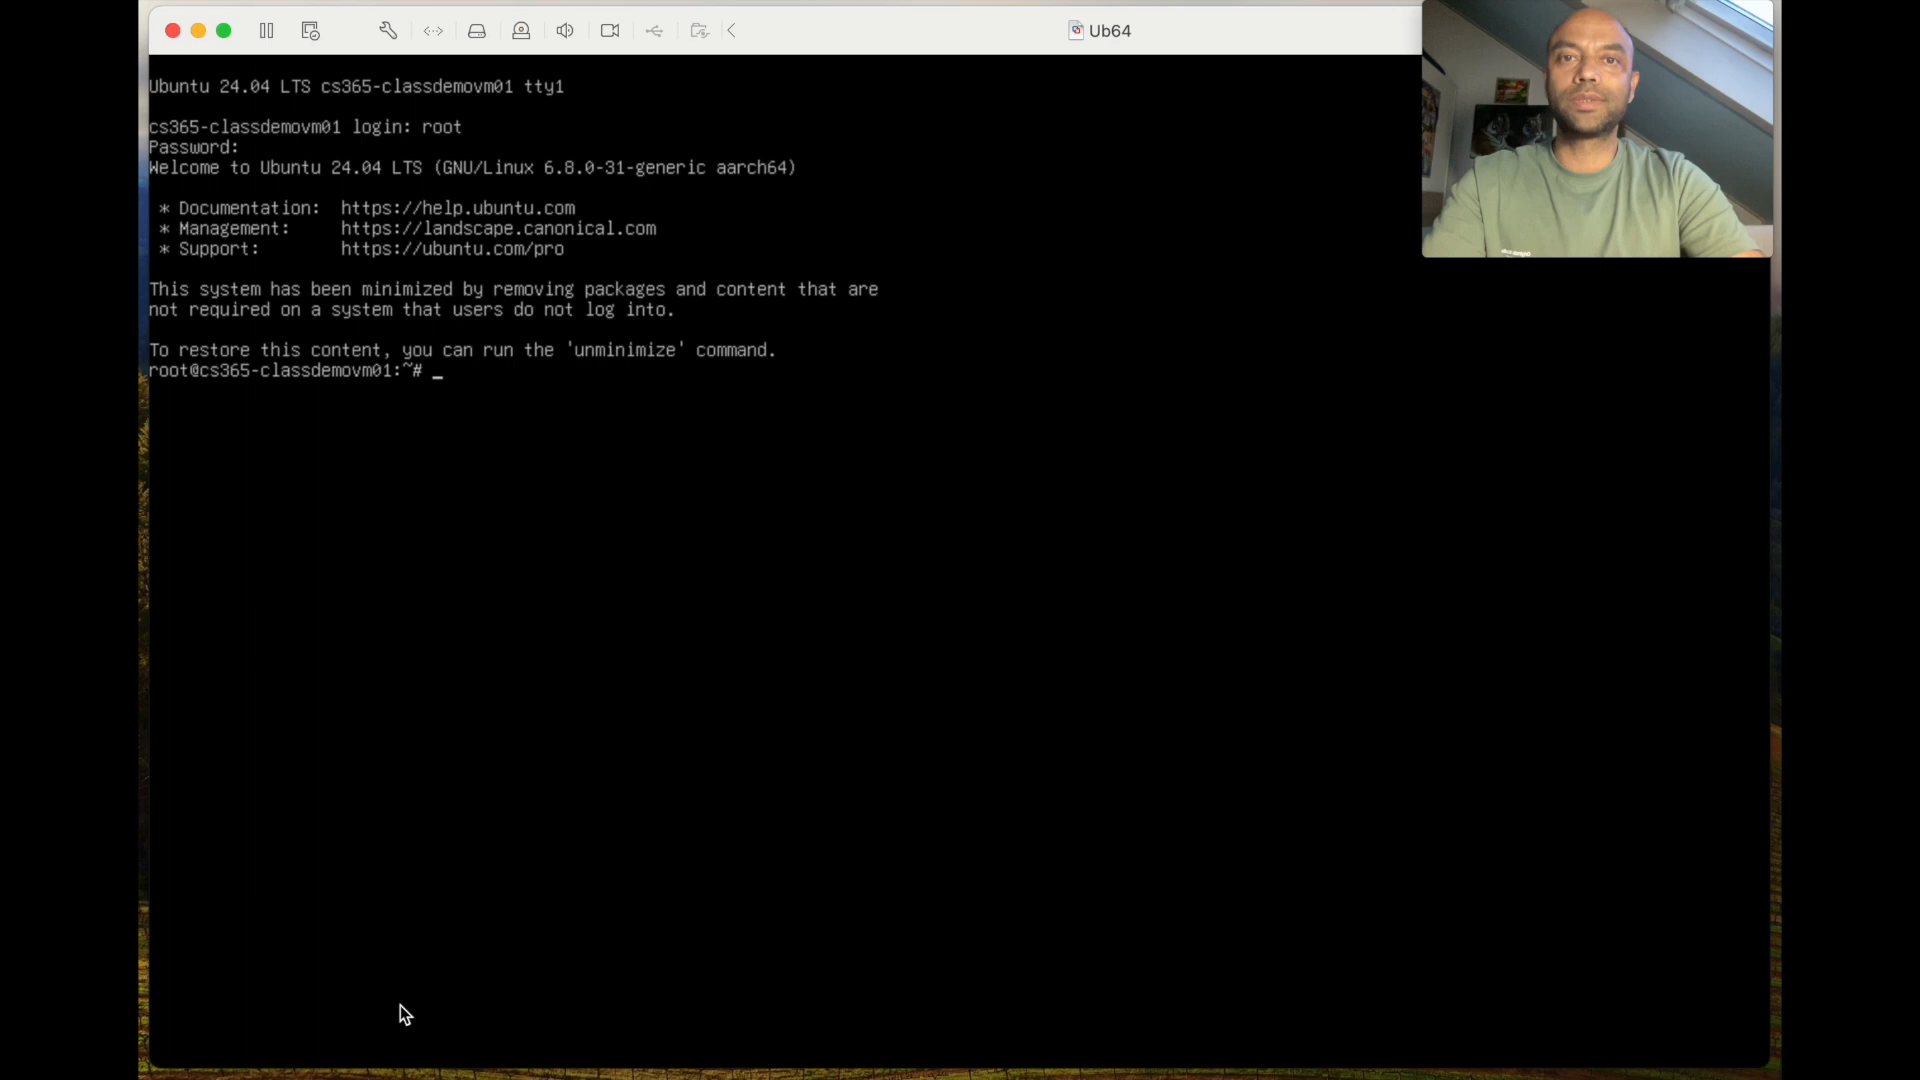 Ub64
Ubuntu 24.04 LTS cs365-classdemovm01 tty1
cs365-classdemovm01 login: root
Password:
Welcome to Ubuntu 24.04 LTS (GNU/Linux 6.8.0-31-generic aarch64)
* Documentation: https://help.ubuntu.com
* Management: https://landscape.canonical.com
* Support: https://ubuntu.com/pro
This system has been minimized by removing packages and content that are
not required on a system that users do not log into.
To restore this content, you can run the 'unminimize' command.
root@cs365-classdemovm01:~# _